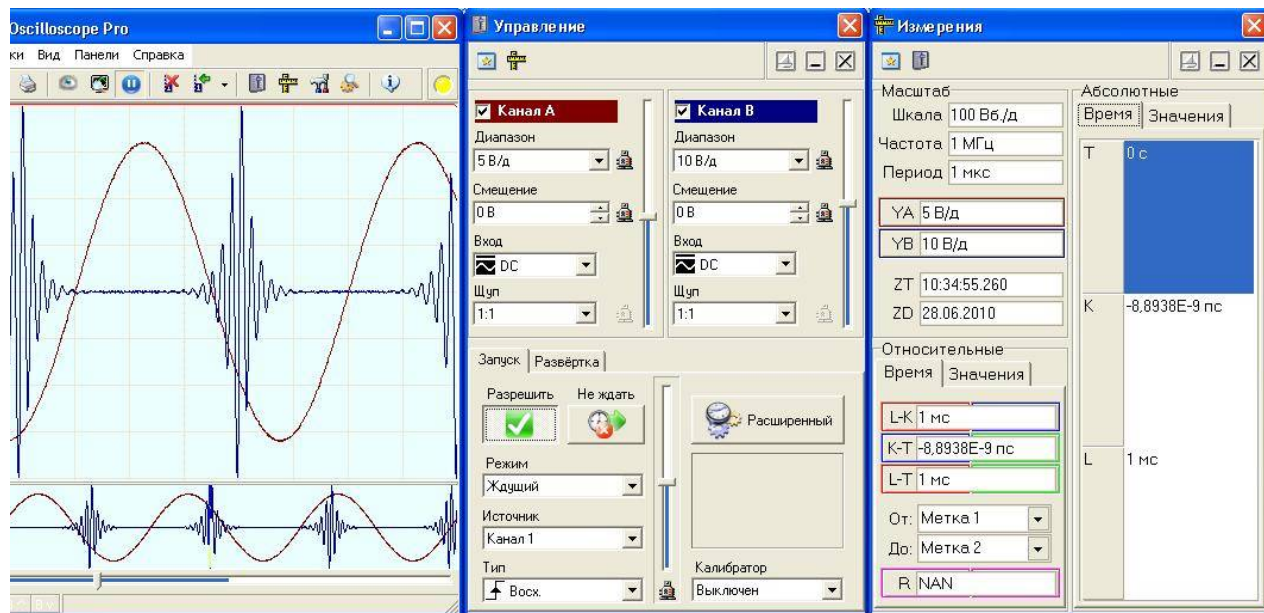 Oscilloscope Pro
ки Вид Панели Справка
Управление
Канал A
Диапазон
5 В/д
Смещение
0 В
Вход
DC
Щуп
1:1
Канал B
Диапазон
10 В/д
Смещение
0 В
Вход
DC
Щуп
1:1
Запуск Развёртка
Разрешить Не ждать
Расширенный
Режим
Ждущий
Источник
Канал 1
Тип
Восх.
Калибратор
Выключен
Измерения
Масштаб
Шкала 100 Вб./д
Частота 1 МГц
Период 1 мкс
YA 5 В/д
YB 10 В/д
ZT 10:34:55.260
ZD 28.06.2010
Относительные
Время Значения
L-K 1 мс
K-T -8,8938E-9 пс
L-T 1 мс
От: Метка 1
До: Метка 2
R NAN
Абсолютные
Время Значения
T 0 с
K -8,8938E-9 пс
L 1 мс